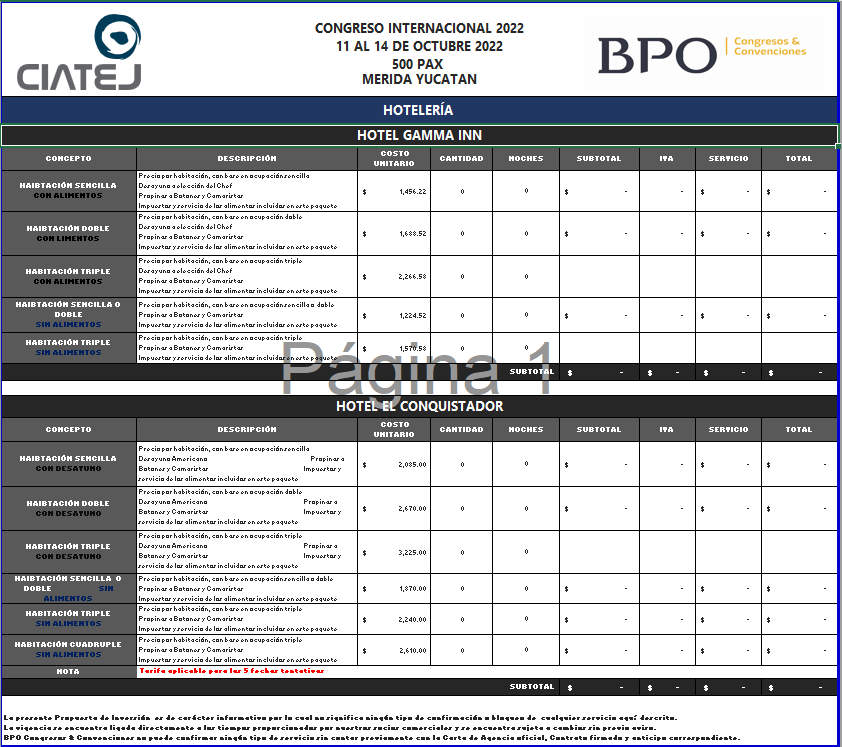 CIATEJ
CONGRESO INTERNACIONAL 2022
11 AL 14 DE OCTUBRE 2022
500 PAX
MERIDA YUCATAN
BPO Congresos & Convenciones
HOTELERÍA
HOTEL GAMMA INN
CONCEPTO DESCRIPCIÓN COSTO UNITARIO CANTIDAD NOCHES SUBTOTAL IVA SERVICIO TOTAL
HAIBTACIÓN SENCILLA CON ALIMENTOS
Precio por habitación, con base en ocupación sencilla
Desayuno a elección del Chef
Propinas a Botones y Camaristas
Impuestos y servicio de los alimentos incluidos en este paquete
$ 1,456.22 0 0 $ - - $ - $ -
HAIBTACIÓN DOBLE CON LIMENTOS
Precio por habitación, con base en ocupación doble
Desayuno a elección del Chef
Propinas a Botones y Camaristas
Impuestos y servicio de los alimentos incluidos en este paquete
$ 1,688.52 0 0 $ - - $ - $ -
HABITACIÓN TRIPLE CON ALIMENTOS
Precio por habitación, con base en ocupación triple
Desayuno a elección del Chef
Propinas a Botones y Camaristas
Impuestos y servicio de los alimentos incluidos en este paquete
$ 2,266.58 0 0
HAIBTACIÓN SENCILLA O DOBLE SIN ALIMENTOS
Precio por habitación, con base en ocupación sencilla o doble
Propinas a Botones y Camaristas
Impuestos y servicio de los alimentos incluidos en este paquete
$ 1,224.52 0 0 $ - - $ - $ -
HABITACIÓN TRIPLE SIN ALIMENTOS
Precio por habitación, con base en ocupación triple
Propinas a Botones y Camaristas
Impuestos y servicio de los alimentos incluidos en este paquete
$ 1,570.58 0 0
Página 1
SUBTOTAL $ - $ - $ - $ -
HOTEL EL CONQUISTADOR
CONCEPTO DESCRIPCIÓN COSTO UNITARIO CANTIDAD NOCHES SUBTOTAL IVA SERVICIO TOTAL
HAIBTACIÓN SENCILLA CON DESAYUNO
Precio por habitación, con base en ocupación sencilla
Desayuno Americano Propinas a
Botones y Camaristas Impuestos y
servicio de los alimentos incluidos en este paquete
$ 2,085.00 0 0 $ - - $ - $ -
HAIBTACIÓN DOBLE CON DESAYUNO
Precio por habitación, con base en ocupación doble
Desayuno Americano Propinas a
Botones y Camaristas Impuestos y
servicio de los alimentos incluidos en este paquete
$ 2,670.00 0 0 $ - - $ - $ -
HABITACIÓN TRIPLE CON DESAYUNO
Precio por habitación, con base en ocupación triple
Desayuno Americano Propinas a
Botones y Camaristas Impuestos y
servicio de los alimentos incluidos en este paquete
$ 3,225.00 0 0
HAIBTACIÓN SENCILLA O DOBLE SIN ALIMENTOS
Precio por habitación, con base en ocupación sencilla o doble
Propinas a Botones y Camaristas
Impuestos y servicio de los alimentos incluidos en este paquete
$ 1,870.00 0 0 $ - - $ - $ -
HABITACIÓN TRIPLE SIN ALIMENTOS
Precio por habitación, con base en ocupación triple
Propinas a Botones y Camaristas
Impuestos y servicio de los alimentos incluidos en este paquete
$ 2,240.00 0 0 $ - - $ - $ -
HABITACIÓN CUADRUPLE SIN ALIMENTOS
Precio por habitación, con base en ocupación triple
Propinas a Botones y Camaristas
Impuestos y servicio de los alimentos incluidos en este paquete
$ 2,610.00 0 0 $ - - $ - $ -
NOTA Tarifa aplicable para las 5 fechas tentativas
SUBTOTAL $ - $ - $ - $ -
La presente Propuesta de Inversión es de carácter informativo por lo cual no significa ningún tipo de confirmación o bloqueo de cualquier servicio aquí descrito.
La vigencia se encuentra ligada directamente a los tiempos proporcionados por nuestros socios comerciales y se encuentra sujeta a cambios sin previo aviso.
BPO Congresos & Convenciones no puede confirmar ningún tipo de servicio sin contar previamente con la Carta de Agencia oficial, Contrato firmado y anticipo correspondiente.